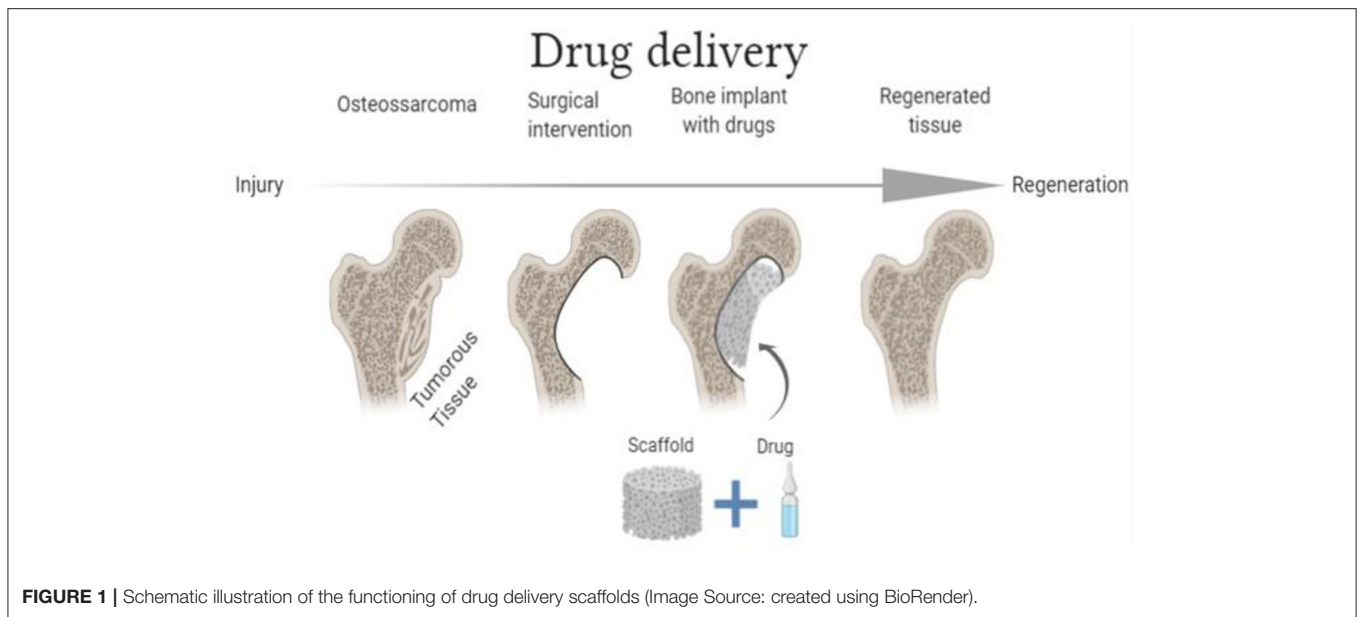 Drug delivery
Osteossarcoma
Surgical
intervention
Bone implant
with drugs
Regenerated
tissue
Injury
Regeneration
Tumorous
Tissue
Scaffold
Drug
FIGURE 1 | Schematic illustration of the functioning of drug delivery scaffolds (Image Source: created using BioRender).